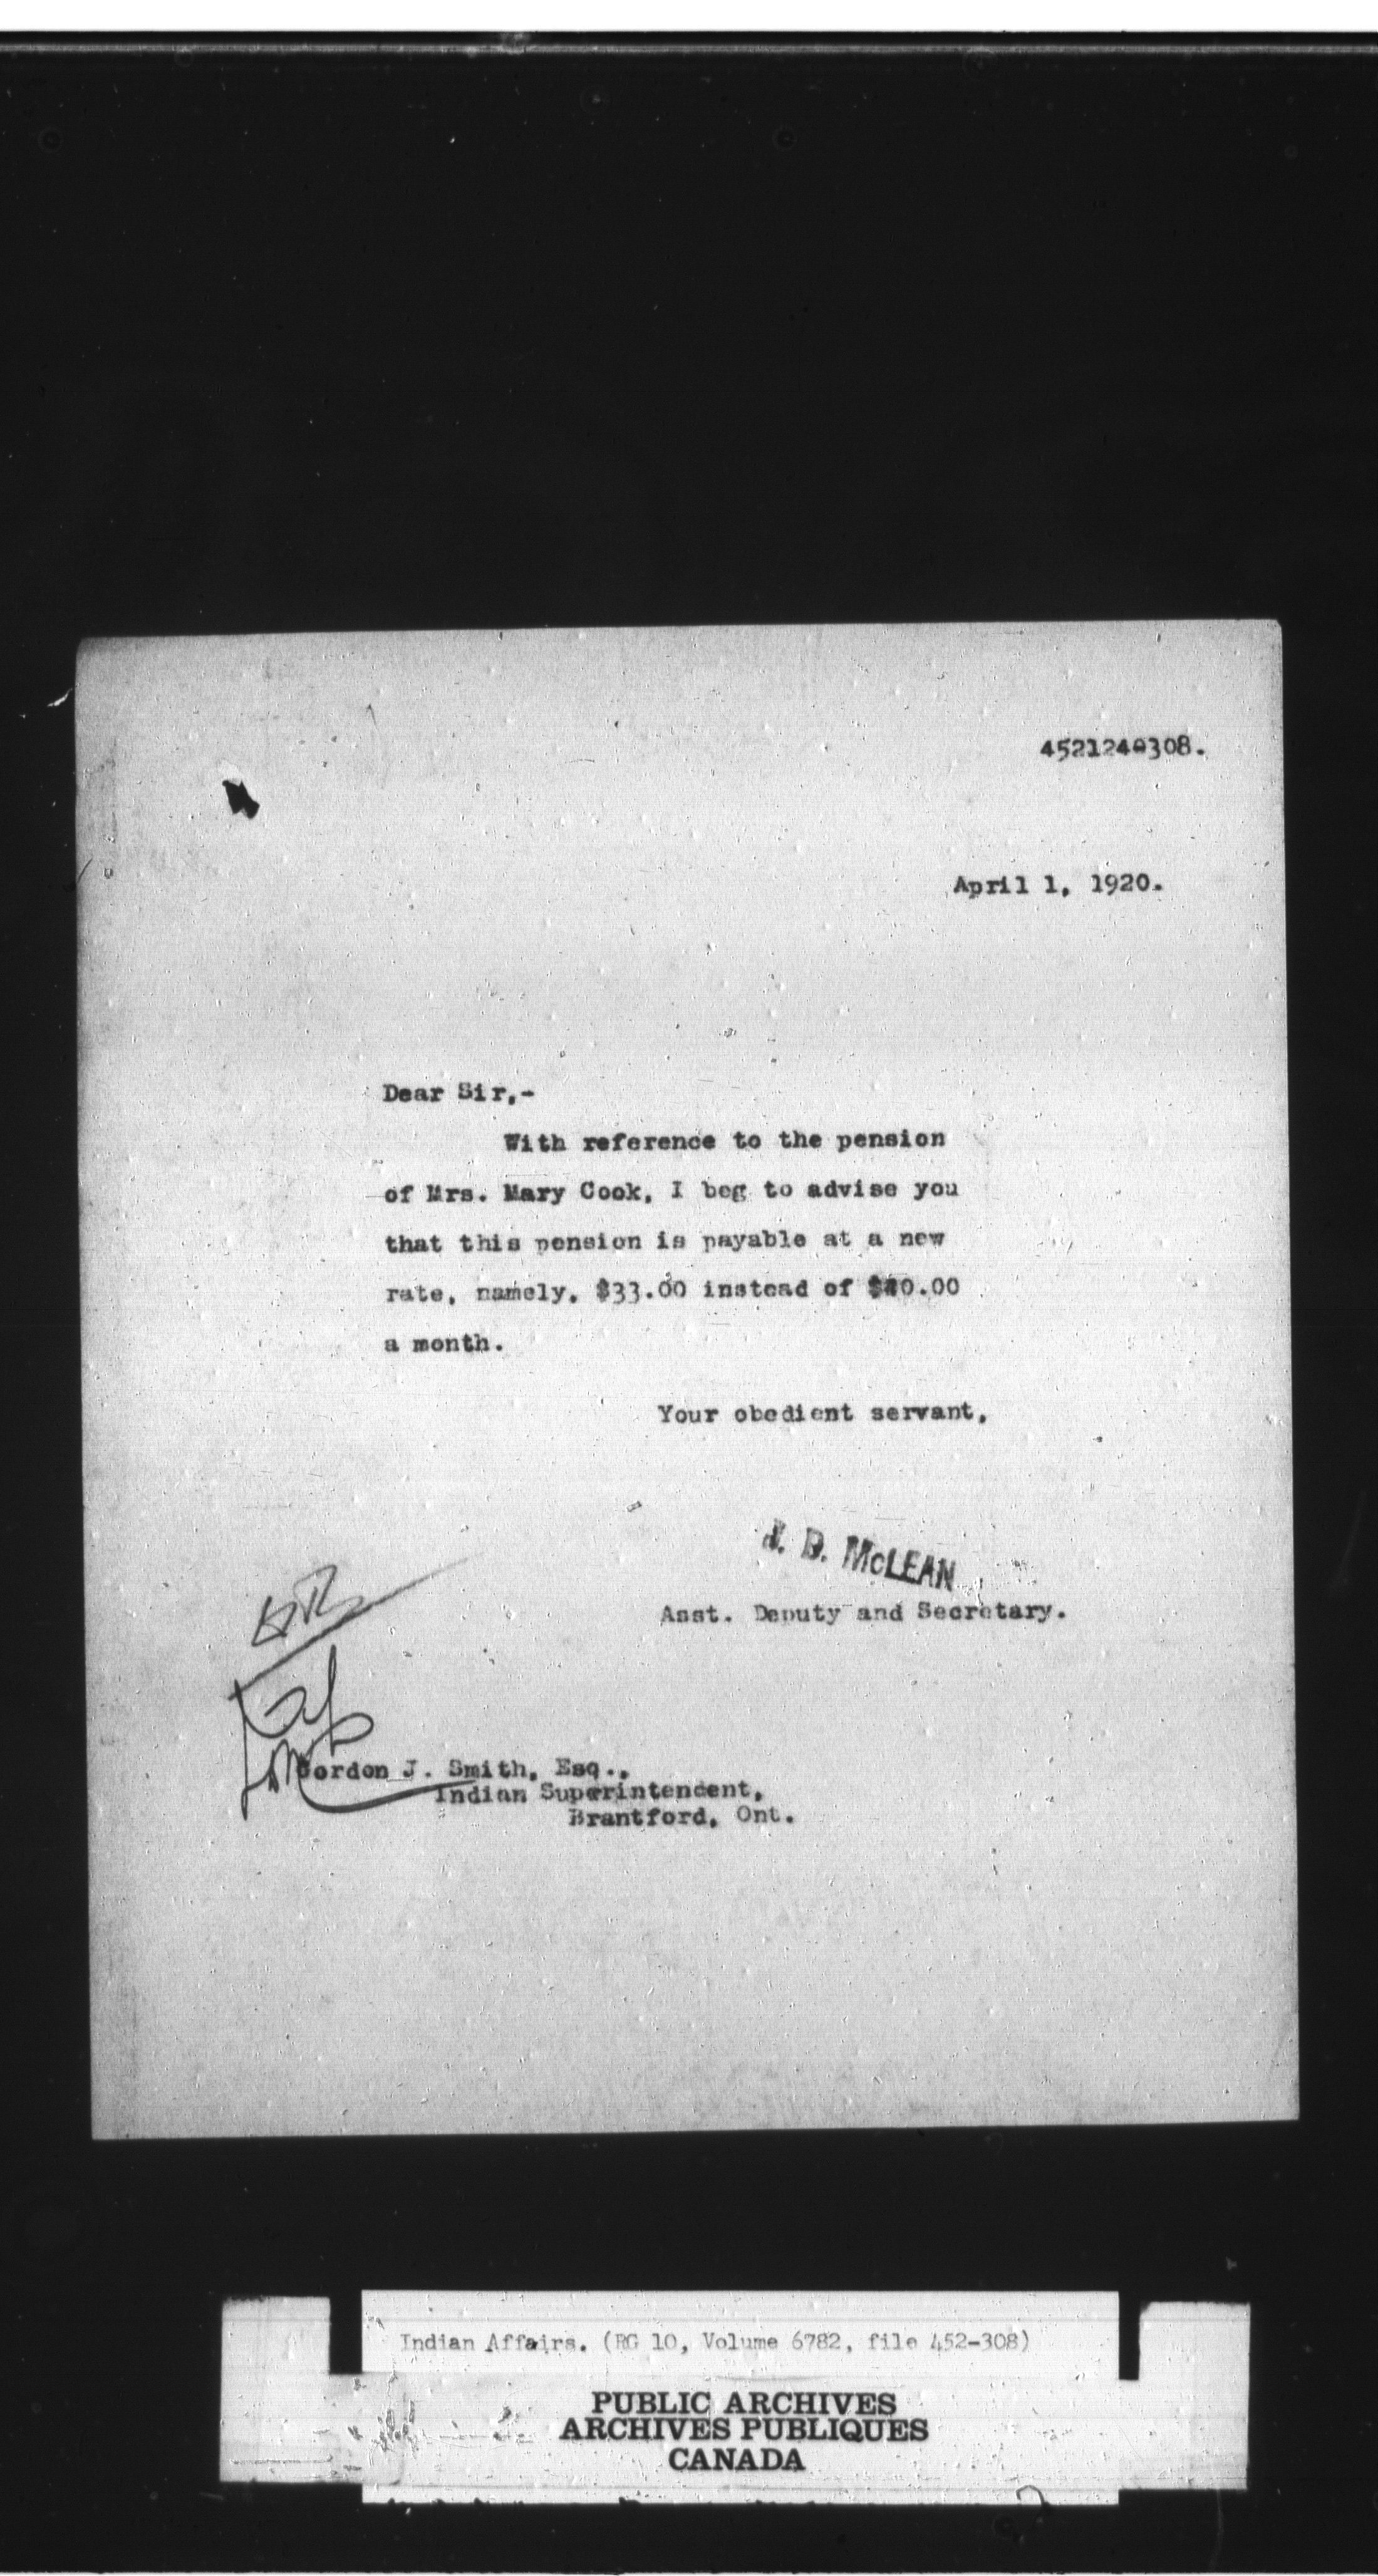 4521240308.
April 1, 1920.
Dear Sir,-
With reference to the pension
of Mrs. Mary Cook, I beg to advise you
that this pension is payable at a new
rate, namely, $33.00 instead of $40.00
a month.
Your obedient servant,
J. D. McLEAN
Asst. Deputy and Secretary.
Gordon J. Smith, Esq.,
Indian Superintendent,
Brantford, Ont.
Indian Affairs. (RG 10, Volume 6782, file 452-308)
PUBLIC ARCHIVES
ARCHIVES PUBLIQUES
CANADA